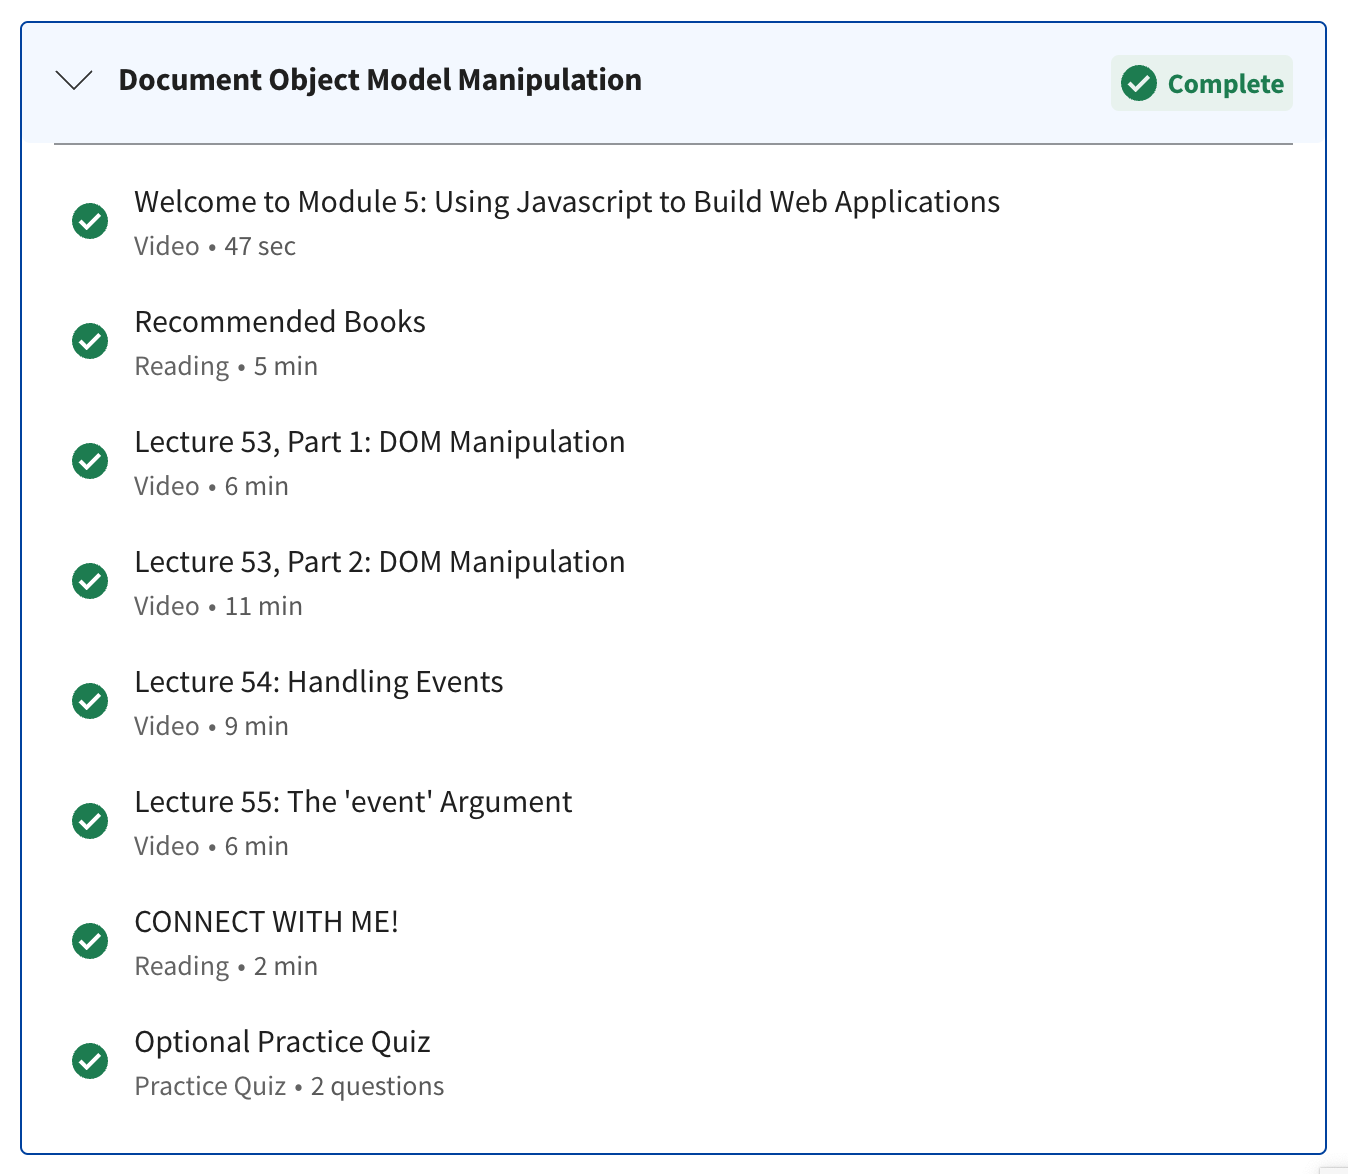 Document Object Model Manipulation
Complete
Welcome to Module 5: Using Javascript to Build Web Applications
Video • 47 sec
Recommended Books
Reading • 5 min
Lecture 53, Part 1: DOM Manipulation
Video • 6 min
Lecture 53, Part 2: DOM Manipulation
Video • 11 min
Lecture 54: Handling Events
Video • 9 min
Lecture 55: The 'event' Argument
Video • 6 min
CONNECT WITH ME!
Reading • 2 min
Optional Practice Quiz
Practice Quiz • 2 questions